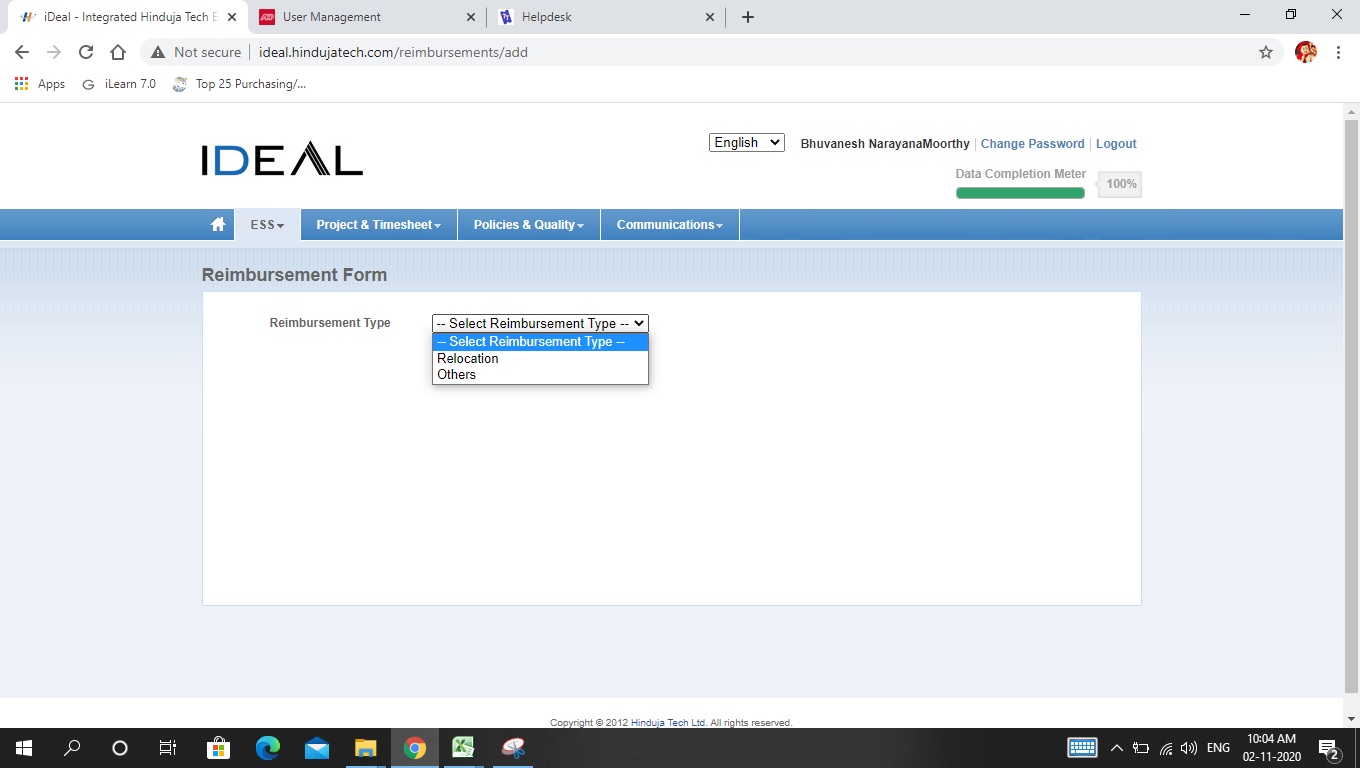 iDeal - Integrated Hinduja Tech E
User Management
Helpdesk
Not secure
ideal.hindujatech.com/reimbursements/add
Apps
iLearn 7.0
Top 25 Purchasing/...
IDEAL
English
Bhuvanesh NarayanaMoorthy
Change Password
Logout
Data Completion Meter
100%
ESS
Project & Timesheet
Policies & Quality
Communications
Reimbursement Form
Reimbursement Type
-- Select Reimbursement Type --
-- Select Reimbursement Type --
Relocation
Others
Copyright © 2012 Hinduja Tech Ltd. All rights reserved.
ENG
10:04 AM
02-11-2020
2